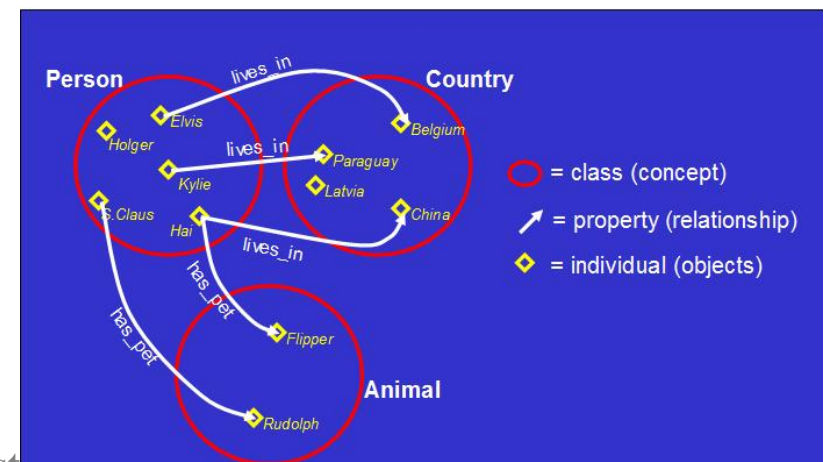 lives_in
Person
Country
Elvis
Belgium
Holger
lives_in
Paraguay
= class (concept)
Kylie
Latvia
S.Claus
China
= property (relationship)
Hai
lives_in
has_pet
= individual (objects)
has_pet
Flipper
Animal
Rudolph